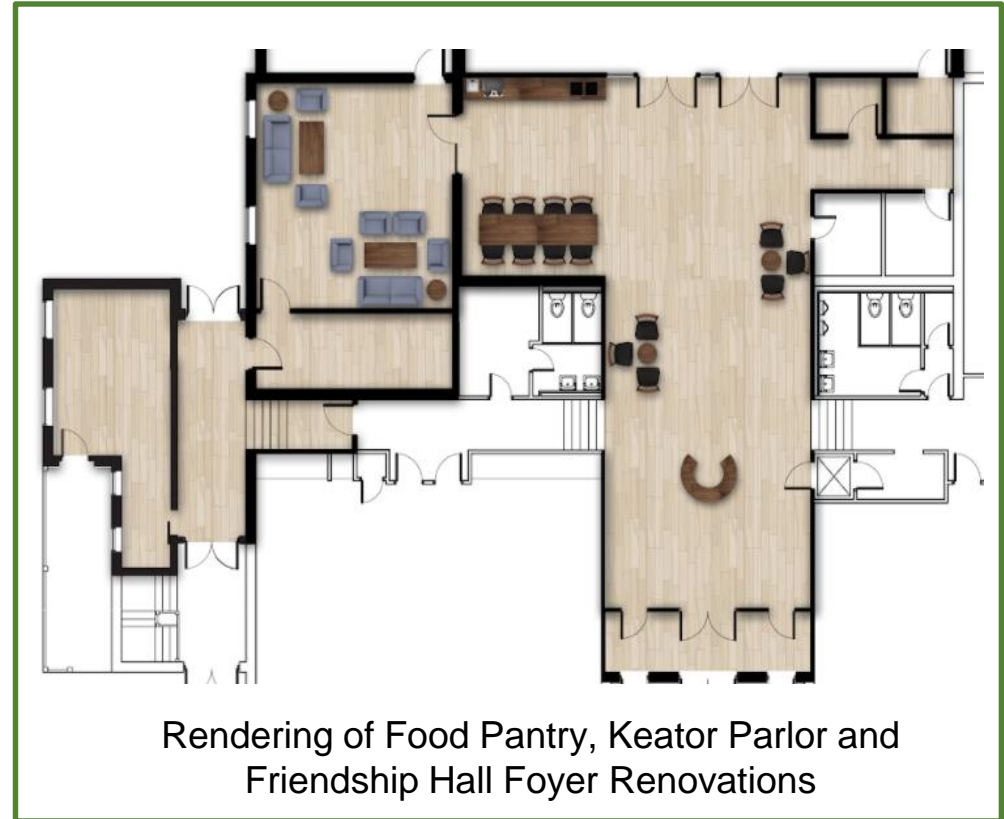 Rendering of Food Pantry, Keator Parlor and
Friendship Hall Foyer Renovations